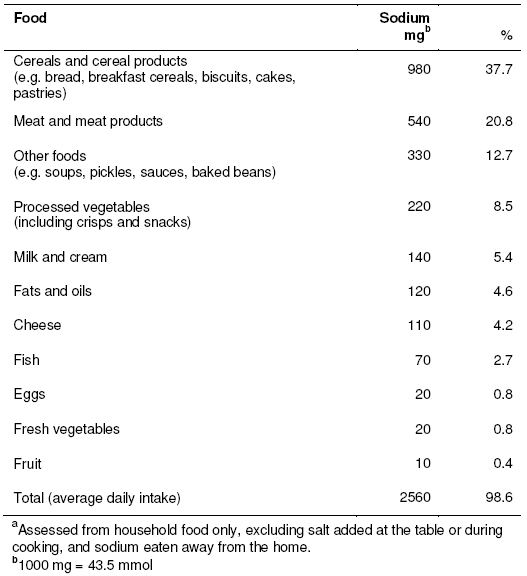 Food Sodium
mgb %
Cereals and cereal products
(e.g. bread, breakfast cereals, biscuits, cakes, 980 37.7
pastries)
Meat and meat products 540 20.8
Other foods 330 12.7
(e.g. soups, pickles, sauces, baked beans)
Processed vegetables 220 8.5
(including crisps and snacks)
Milk and cream 140 5.4
Fats and oils 120 4.6
Cheese 110 4.2
Fish 70 2.7
Eggs 20 0.8
Fresh vegetables 20 0.8
Fruit 10 0.4
Total (average daily intake) 2560 98.6
aAssessed from household food only, excluding salt added at the table or during
cooking, and sodium eaten away from the home.
b1000 mg = 43.5 mmol